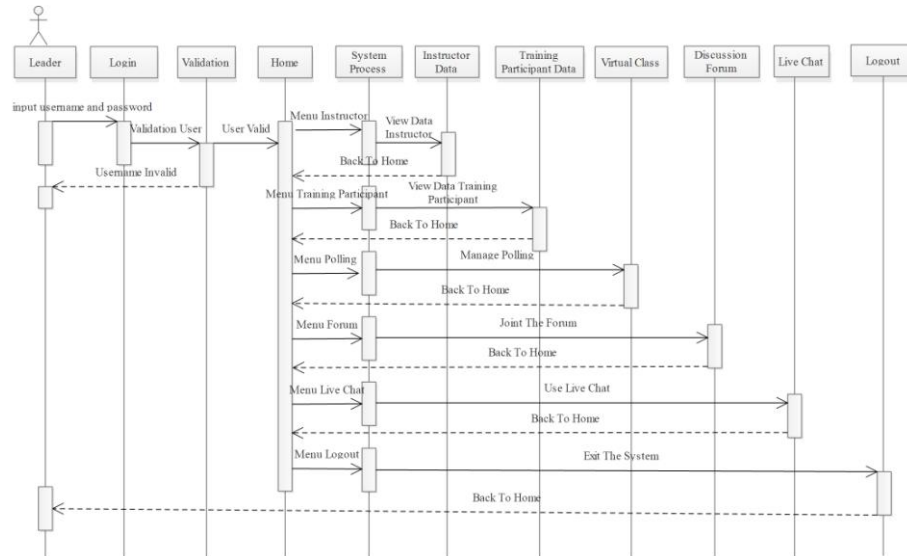 Leader
Login
Validation
Home
System
Process
Instructor
Data
Training
Participant Data
Virtual Class
Discussion
Forum
Live Chat
Logout
input username and password
Menu Instructor
View Data
Instructor
Validation User
User Valid
Back To Home
Username Invalid
Menu Training Participant
View Data Training
Participant
Back To Home
Menu Polling
Manage Polling
Back To Home
Menu Forum
Joint The Forum
Back To Home
Menu Live Chat
Use Live Chat
Back To Home
Menu Logout
Exit The System
Back To Home